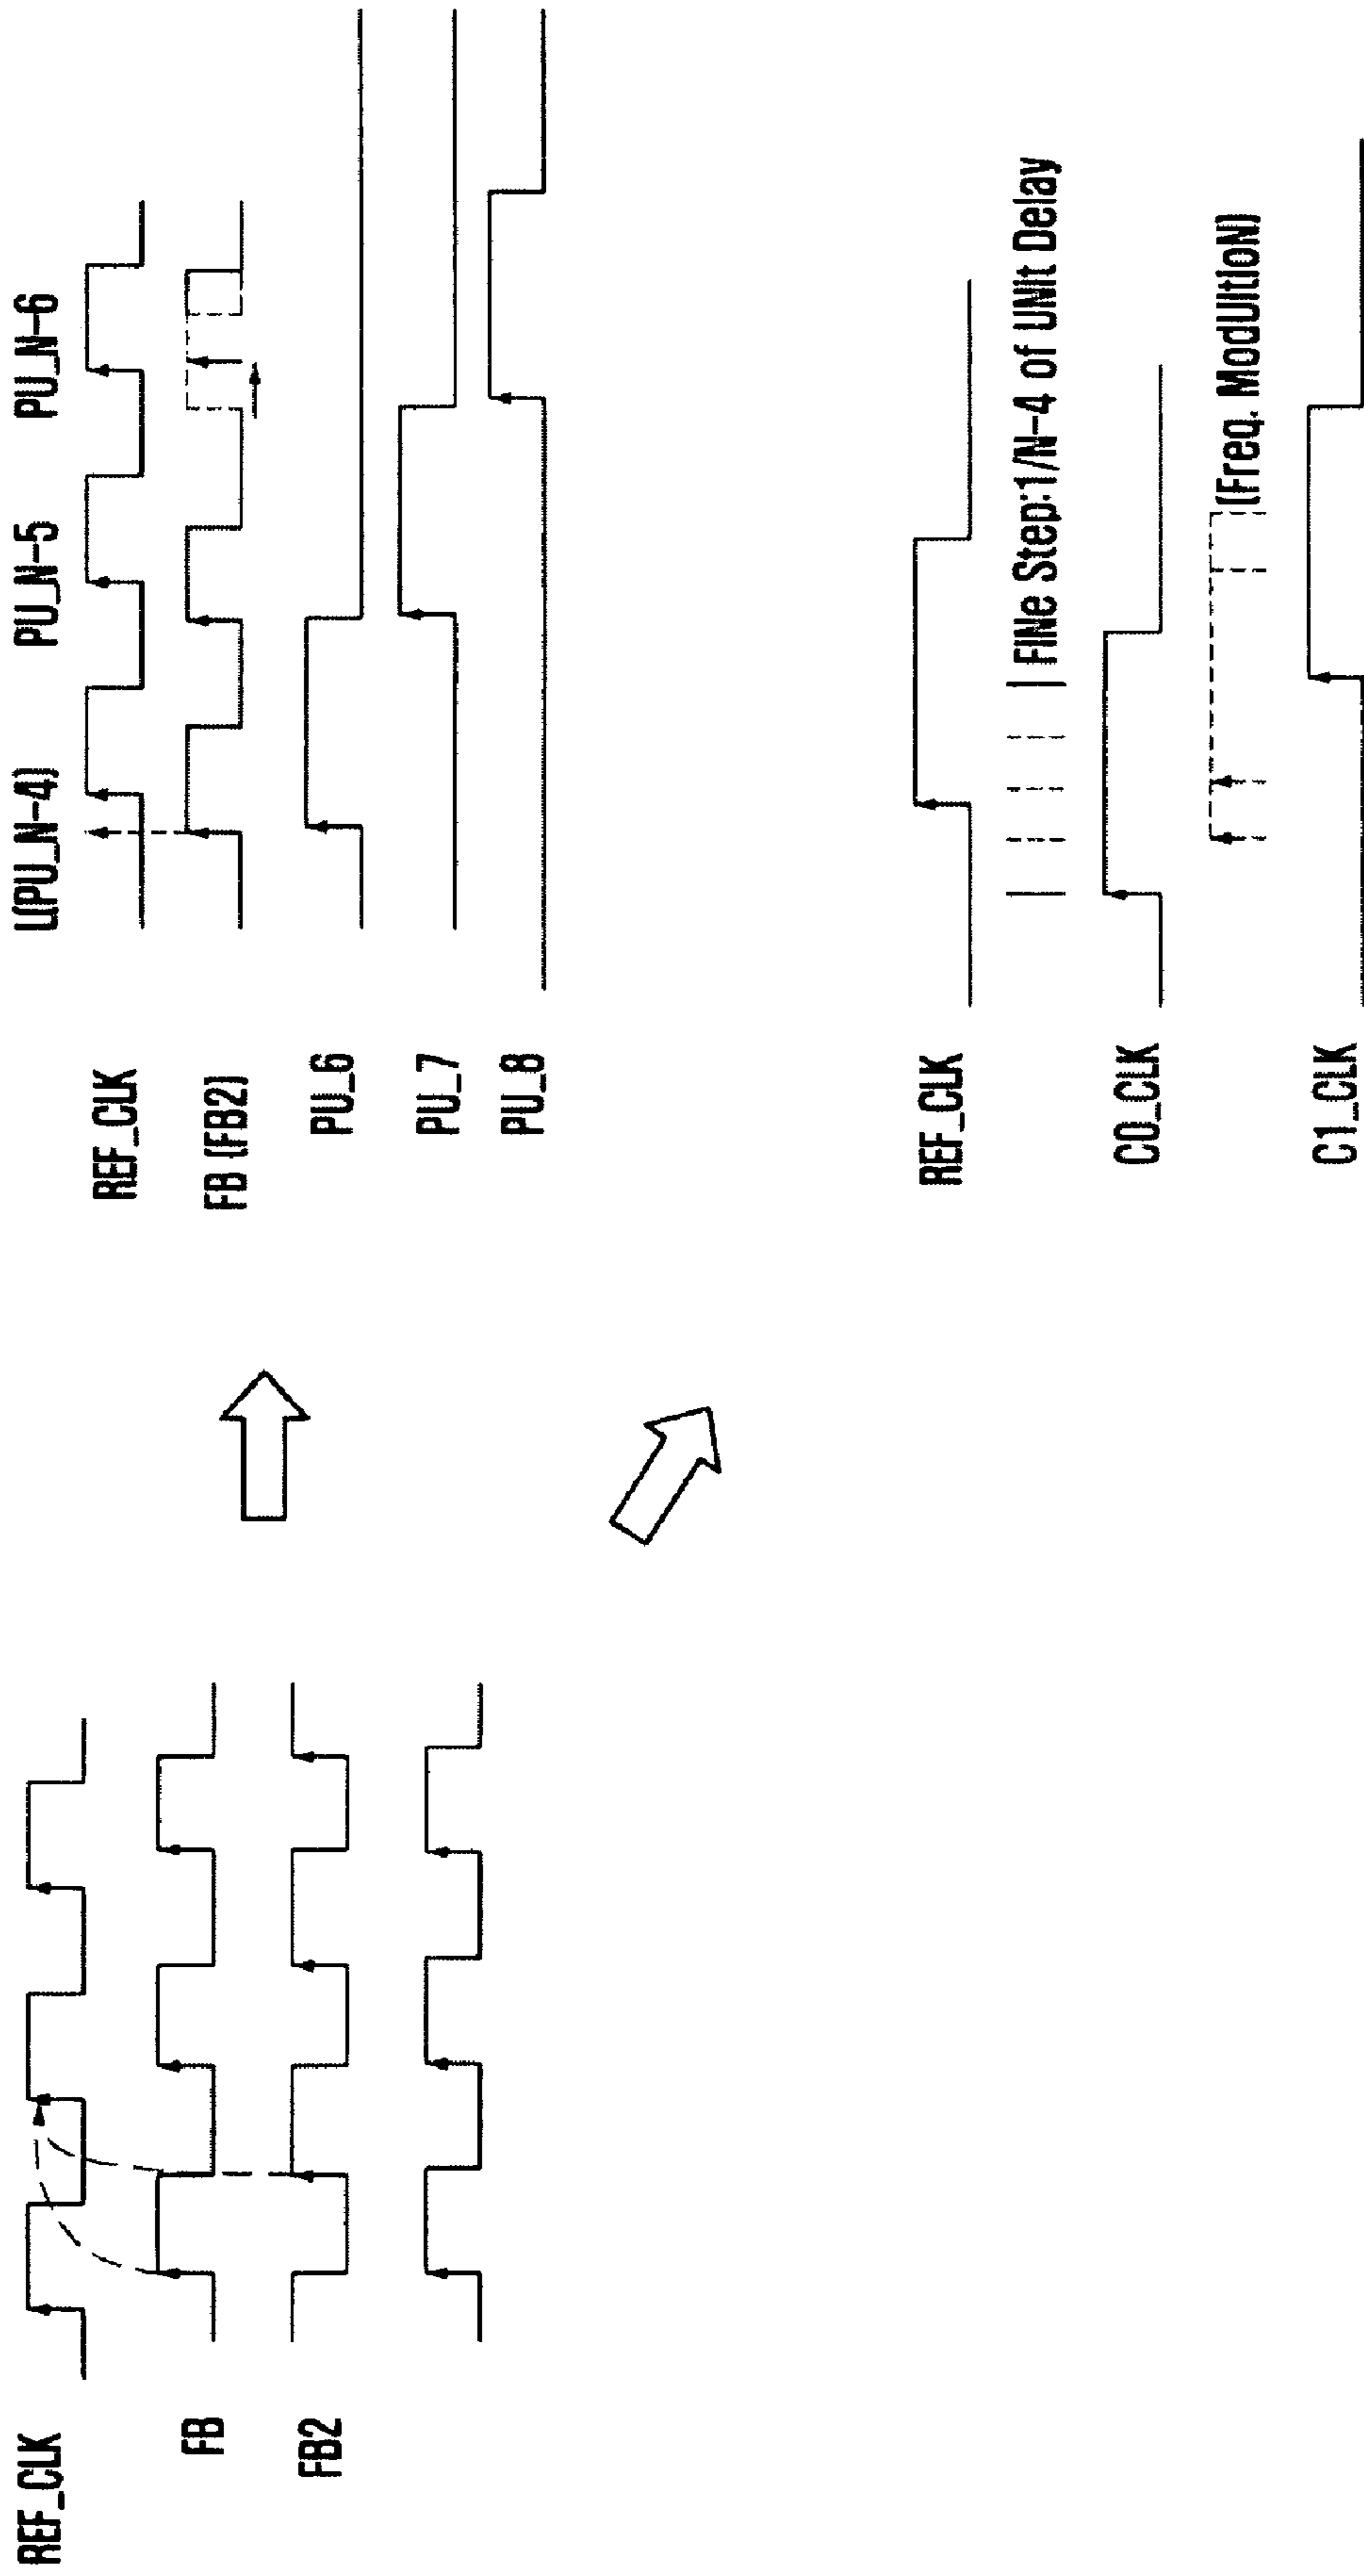 REF_CLK
FB
FB2
L(PU_N-4) PU_N-5 PU_N-6
REF_CLK
FB (FB2)
PU_6
PU_7
PU_8
REF_CLK
FINe Step:1/N-4 of UNit Delay
C0_CLK
(Freq. ModUltioN)
C1_CLK